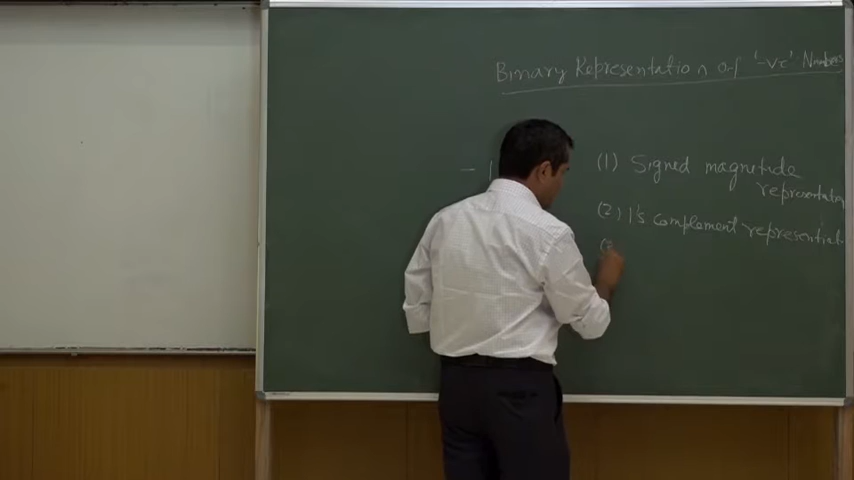 Binary Representation of '-ve' Numbers
(1) Signed magnitude
representation
(2) 1's complement representation